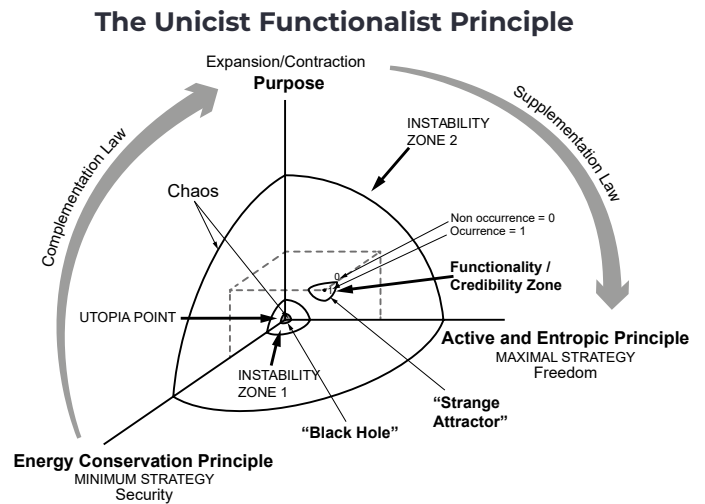 The Unicist Functionalist Principle
Expansion/Contraction
Purpose
Complementation Law
Supplementation Law
INSTABILITY
ZONE 2
Chaos
Non occurrence = 0
Ocurrence = 1
0
1
Functionality /
Credibility Zone
UTOPIA POINT
Active and Entropic Principle
MAXIMAL STRATEGY
Freedom
INSTABILITY
ZONE 1
“Strange
Attractor”
“Black Hole”
Energy Conservation Principle
MINIMUM STRATEGY
Security